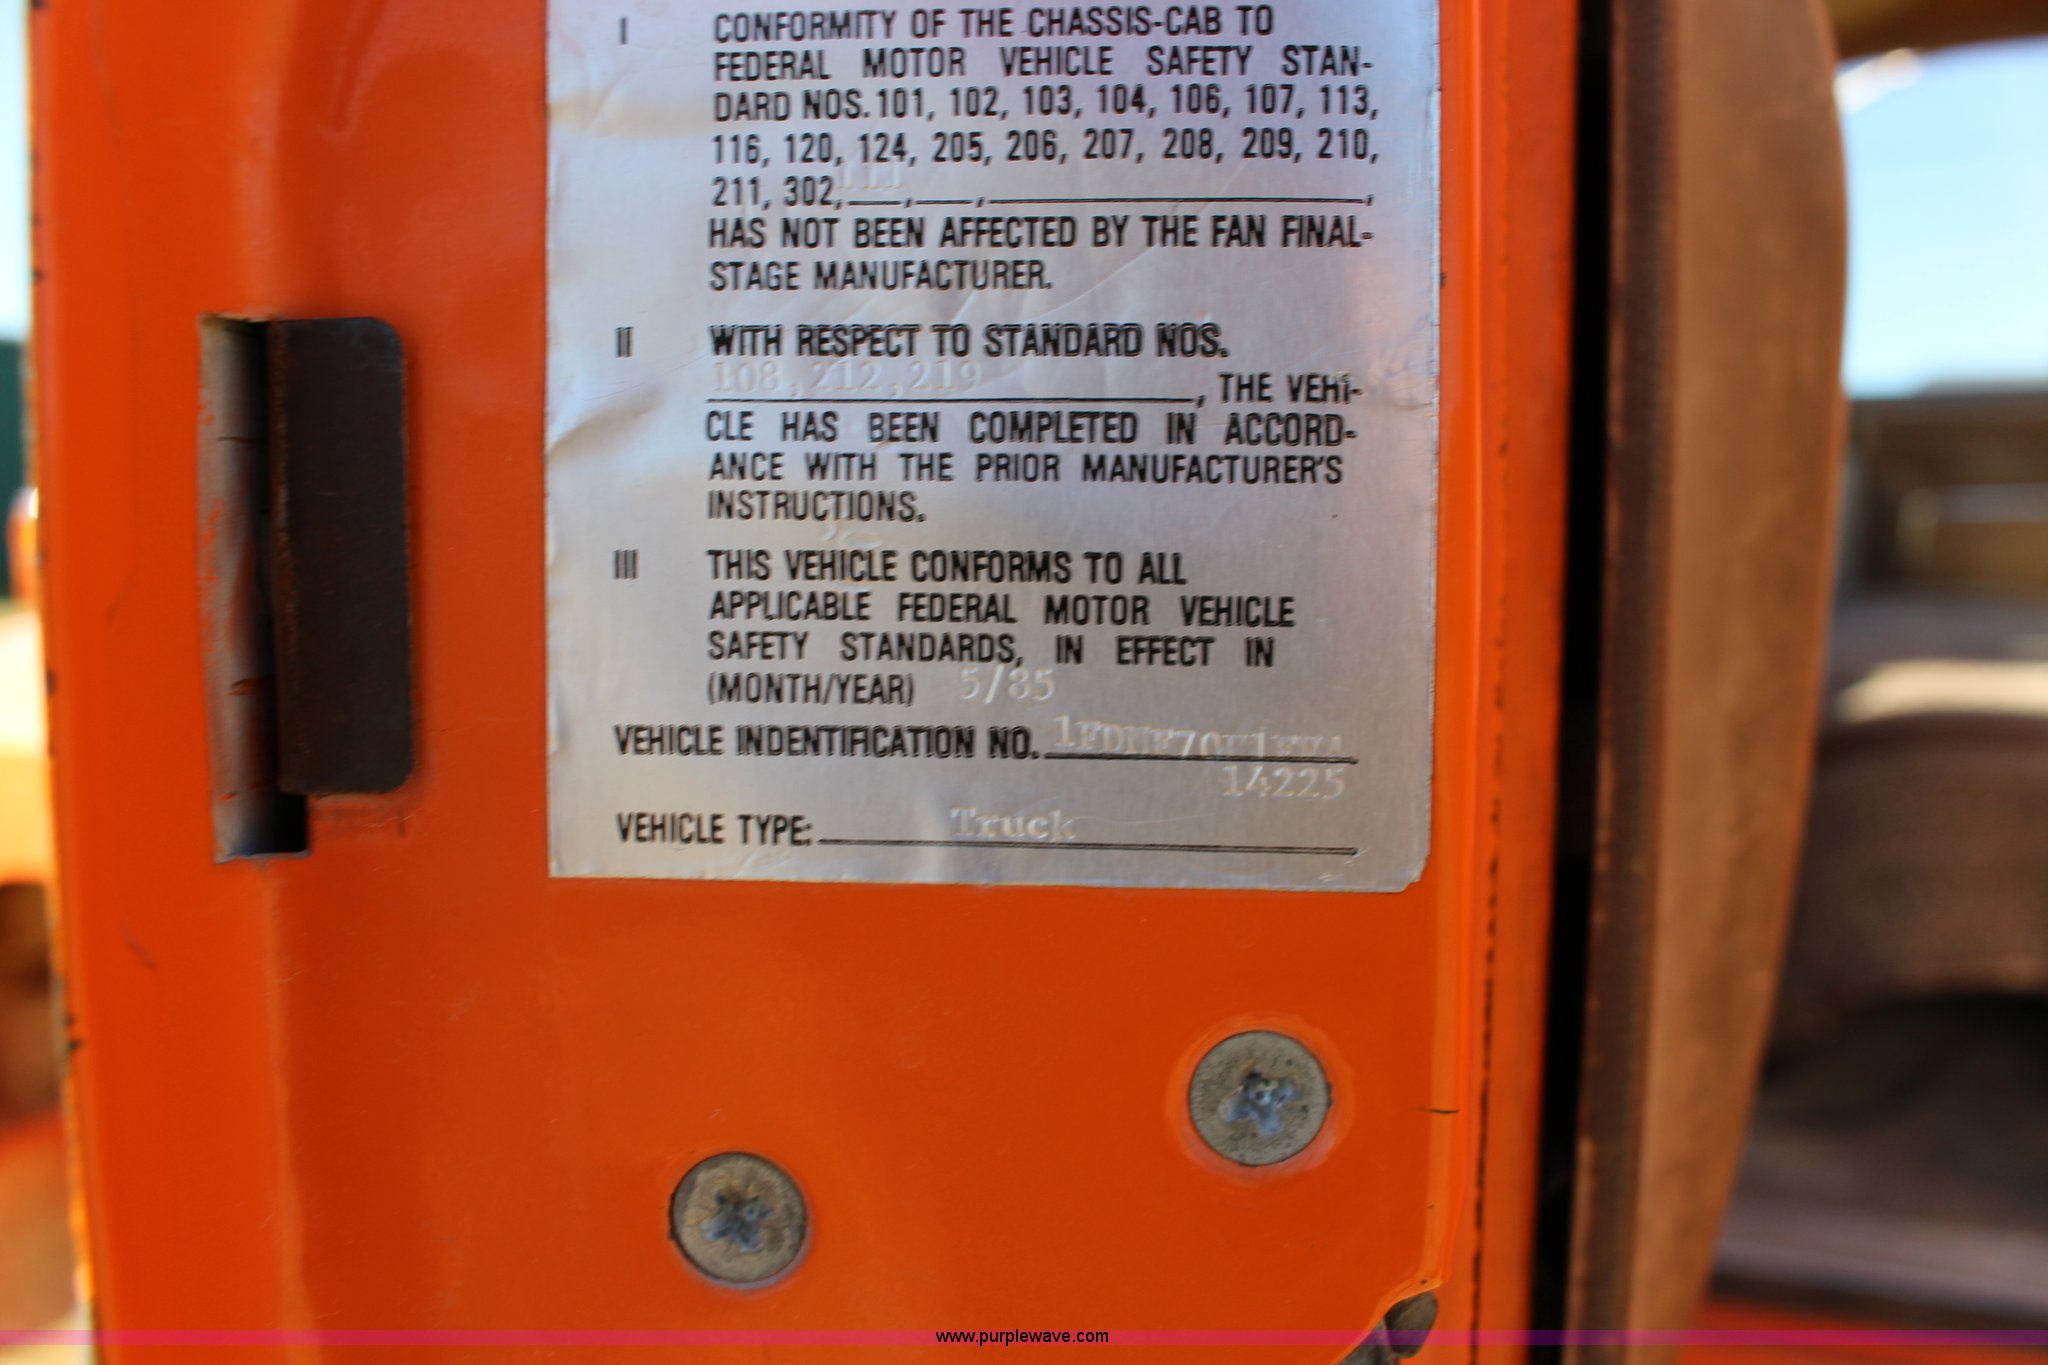 I CONFORMITY OF THE CHASSIS-CAB TO
FEDERAL MOTOR VEHICLE SAFETY STAN-
DARD NOS. 101, 102, 103, 104, 106, 107, 113,
116, 120, 124, 205, 206, 207, 208, 209, 210,
211, 302, 111, ,
HAS NOT BEEN AFFECTED BY THE FAN FINAL-
STAGE MANUFACTURER.
II WITH RESPECT TO STANDARD NOS.
108,212,219, THE VEHI-
CLE HAS BEEN COMPLETED IN ACCORD-
ANCE WITH THE PRIOR MANUFACTURER'S
INSTRUCTIONS.
III THIS VEHICLE CONFORMS TO ALL
APPLICABLE FEDERAL MOTOR VEHICLE
SAFETY STANDARDS, IN EFFECT IN
(MONTH/YEAR) 5/85
VEHICLE INDENTIFICATION NO.
14225
VEHICLE TYPE: Truck
www.purplewave.com